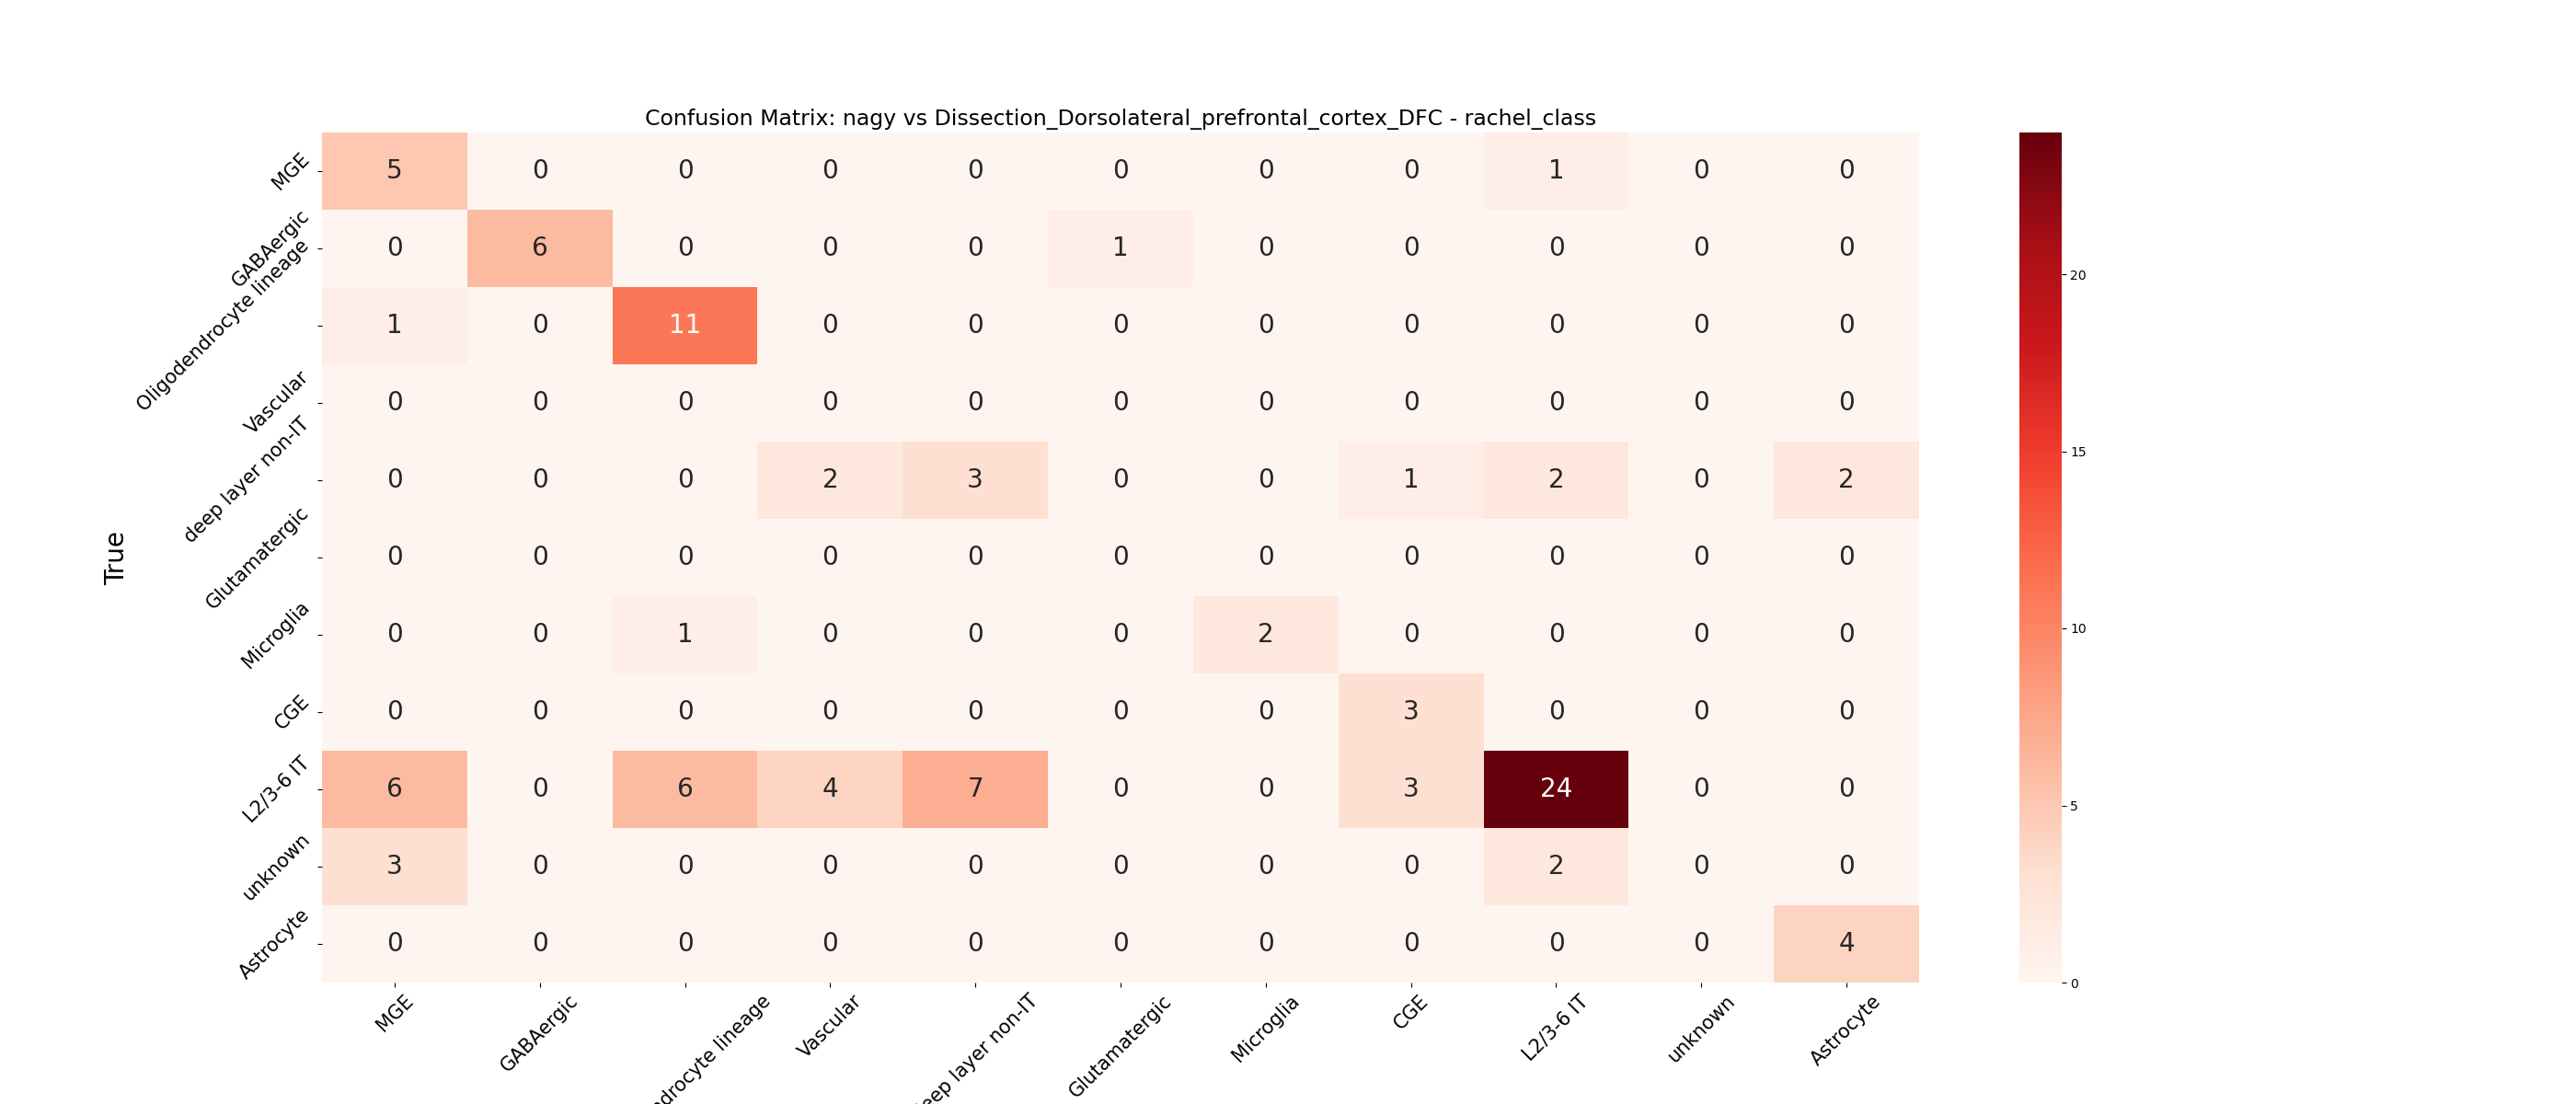 Confusion Matrix: nagy vs Dissection_Dorsolateral_prefrontal_cortex_DFC - rachel_class
True
MGE 5 0 0 0 0 0 0 0 1 0 0
GABAergic 0 6 0 0 0 1 0 0 0 0 0
Oligodendrocyte lineage 1 0 11 0 0 0 0 0 0 0 0
Vascular 0 0 0 0 0 0 0 0 0 0 0
deep layer non-IT 0 0 0 2 3 0 0 1 2 0 2
Glutamatergic 0 0 0 0 0 0 0 0 0 0 0
Microglia 0 0 1 0 0 0 2 0 0 0 0
CGE 0 0 0 0 0 0 0 3 0 0 0
L2/3-6 IT 6 0 6 4 7 0 0 3 24 0 0
unknown 3 0 0 0 0 0 0 0 2 0 0
Astrocyte 0 0 0 0 0 0 0 0 0 0 4
MGE
GABAergic
ndrocyte lineage
Vascular
eep layer non-IT
Glutamatergic
Microglia
CGE
L2/3-6 IT
unknown
Astrocyte
20
15
10
5
0